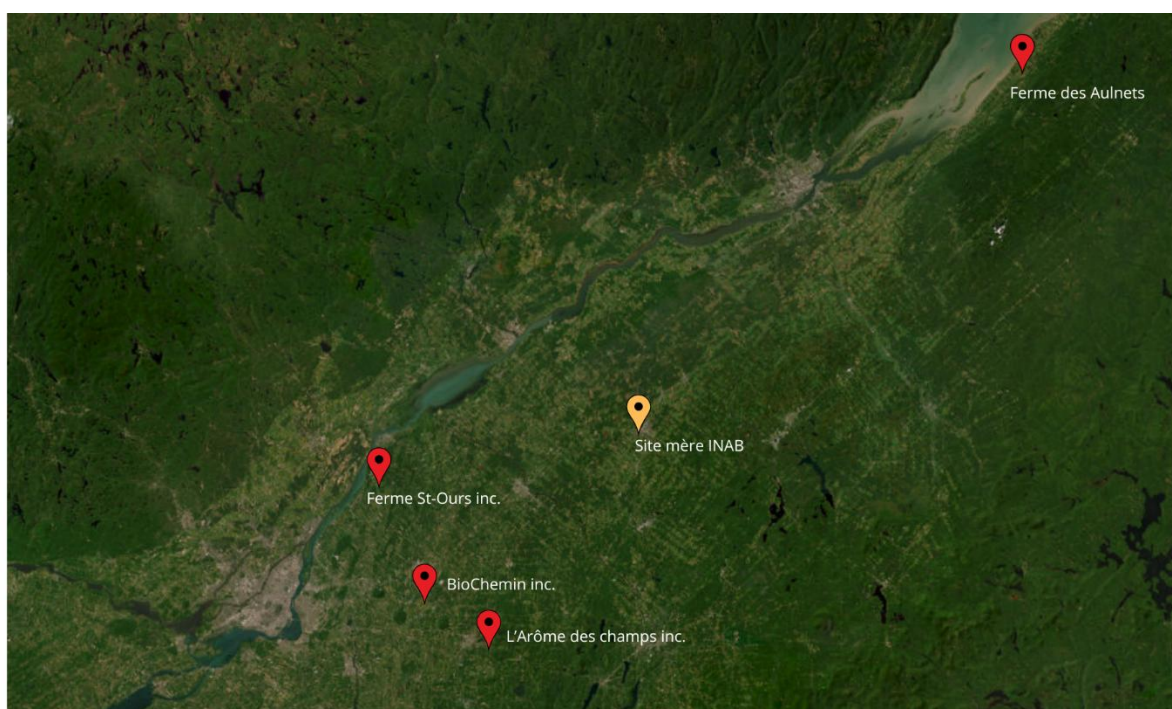 Ferme des Aulnets
Site mère INAB
Ferme St-Ours inc.
BioChemin inc.
L'Arôme des champs inc.